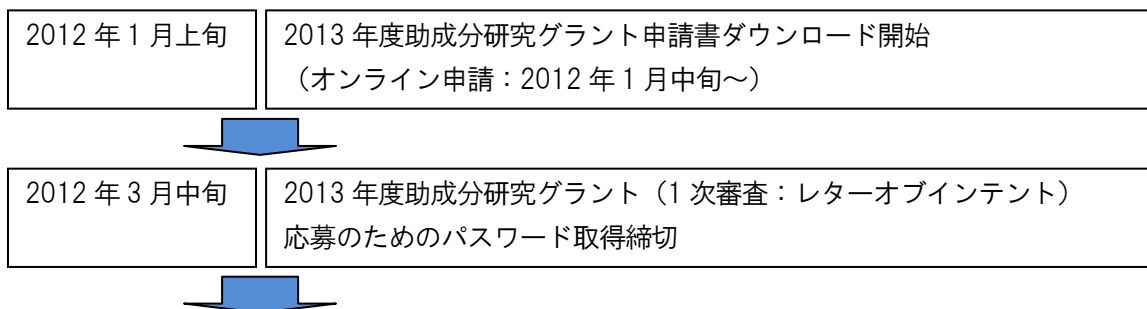 2012 年 1 月上旬
2013 年度助成分研究グラント申請書ダウンロード開始
（オンライン申請：2012 年 1 月中旬～）
2012 年 3 月中旬
2013 年度助成分研究グラント（1 次審査：レターオブインテント）
応募のためのパスワード取得締切